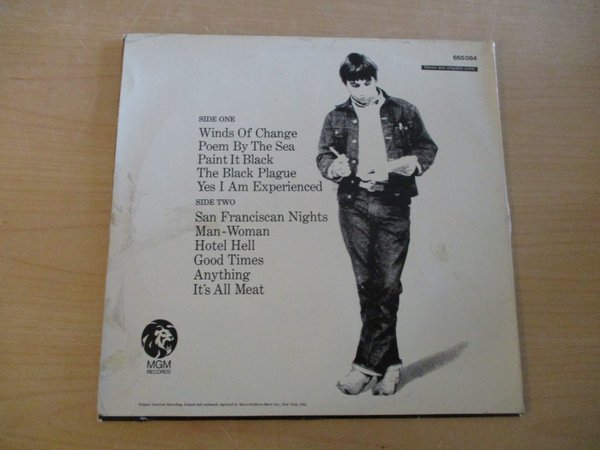 665 084
SIDE ONE
Winds Of Change
Poem By The Sea
Paint It Black
The Black Plague
Yes I Am Experienced
SIDE TWO
San Franciscan Nights
Man-Woman
Hotel Hell
Good Times
Anything
It's All Meat
MGM
RECORDS